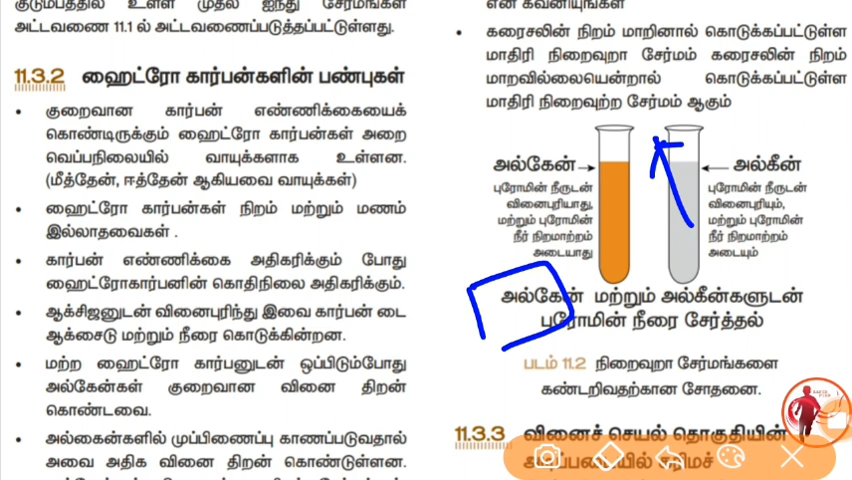 குடும்பத்தில் உள்ள முதல் ஐந்து சேர்மங்கள்
அட்டவணை 11.1 ல் அட்டவணைப்படுத்தப்பட்டுள்ளது.
11.3.2 ஹைட்ரோ கார்பன்களின் பண்புகள்
• குறைவான கார்பன் எண்ணிக்கையைக்
கொண்டிருக்கும் ஹைட்ரோ கார்பன்கள் அறை
வெப்பநிலையில் வாயுக்களாக உள்ளன.
(மீத்தேன், ஈத்தேன் ஆகியவை வாயுக்கள்)
• ஹைட்ரோ கார்பன்கள் நிறம் மற்றும் மணம்
இல்லாதவைகள் .
• கார்பன் எண்ணிக்கை அதிகரிக்கும் போது
ஹைட்ரோகார்பனின் கொதிநிலை அதிகரிக்கும்.
• ஆக்சிஜனுடன் வினைபுரிந்து இவை கார்பன் டை
ஆக்சைடு மற்றும் நீரை கொடுக்கின்றன.
• மற்ற ஹைட்ரோ கார்பனுடன் ஒப்பிடும்போது
அல்கேன்கள் குறைவான வினை திறன்
கொண்டவை.
• அல்கைன்களில் முப்பிணைப்பு காணப்படுவதால்
அவை அதிக வினை திறன் கொண்டுள்ளன.
என கவனியுங்கள்
• கரைசலின் நிறம் மாறினால் கொடுக்கப்பட்டுள்ள
மாதிரி நிறைவுறா சேர்மம் கரைசலின் நிறம்
மாறவில்லையென்றால் கொடுக்கப்பட்டுள்ள
மாதிரி நிறைவுற்ற சேர்மம் ஆகும்
அல்கேன்
புரோமின் நீருடன்
வினைபுரியாது,
மற்றும் புரோமின்
நீர் நிறமாற்றம்
அடையாது
அல்கீன்
புரோமின் நீருடன்
வினைபுரியும்,
மற்றும் புரோமின்
நீர் நிறமாற்றம்
அடையும்
அல்கேன் மற்றும் அல்கீன்களுடன்
புரோமின் நீரை சேர்த்தல்
படம் 11.2 நிறைவுறா சேர்மங்களை
கண்டறிவதற்கான சோதனை.
11.3.3 வினைச் செயல் தொகுதியின்